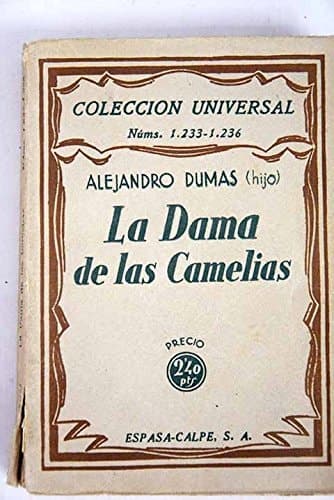 COLECCION UNIVERSAL
Núms. 1.233-1.236
ALEJANDRO DUMAS (hijo)
La Dama
de las Camelias
PRECIO
2'40
pts
ESPASA-CALPE, S. A.